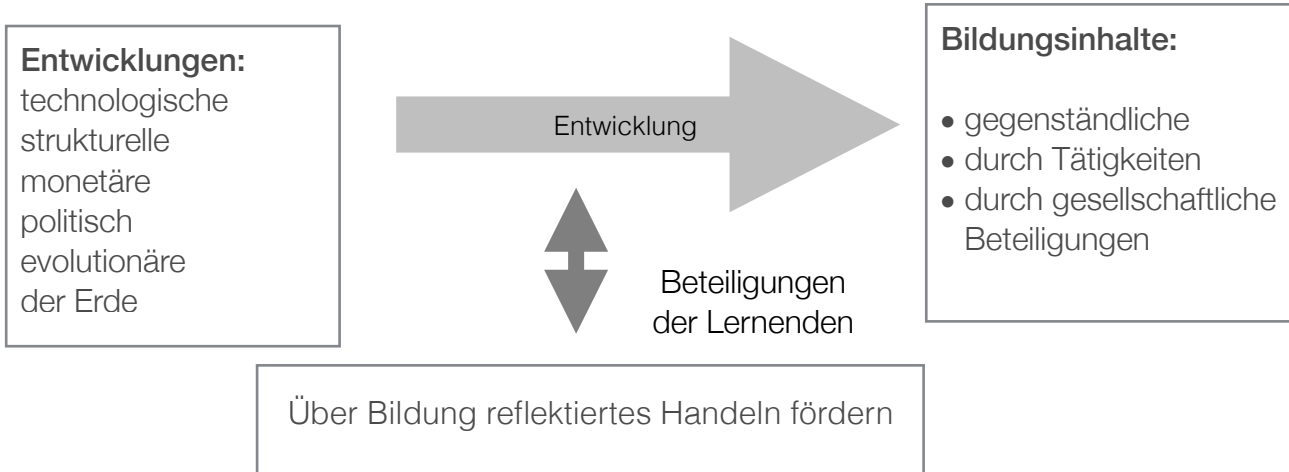 Entwicklungen:
technologische
strukturelle
monetäre
politisch
evolutionäre
der Erde
Entwicklung
Bildungsinhalte:
• gegenständliche
• durch Tätigkeiten
• durch gesellschaftliche
Beteiligungen
Beteiligungen
der Lernenden
Über Bildung reflektiertes Handeln fördern